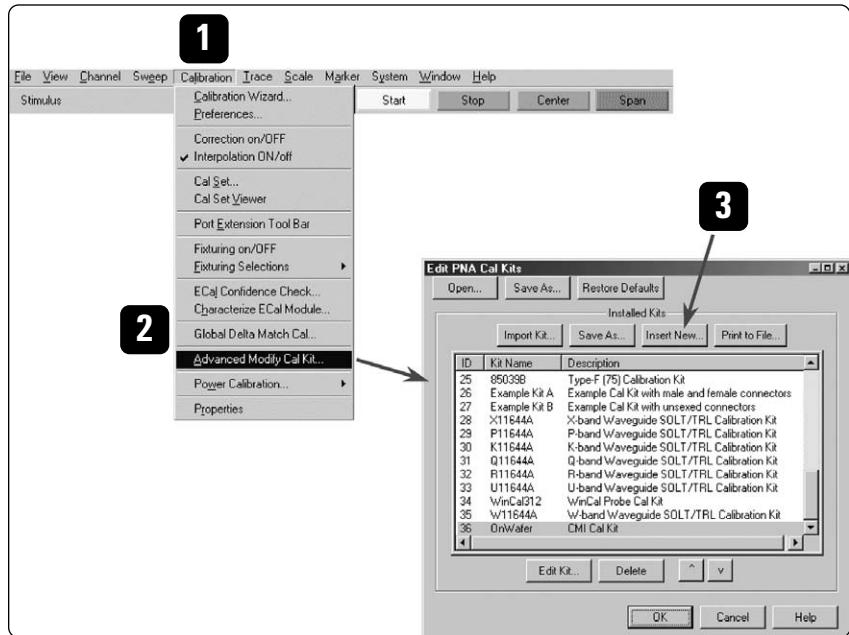 1
File View Channel Sweep Calibration Trace Scale Marker System Window Help
Stimulus Start Stop Center Span
Calibration Wizard...
Preferences...
Correction on/OFF
Interpolation ON/off
Cal Set...
Cal Set Viewer
Port Extension Tool Bar
Fixturing on/OFF
Fixturing Selections
ECal Confidence Check...
Characterize ECal Module...
Global Delta Match Cal...
2
Advanced Modify Cal Kit...
Power Calibration...
Properties
3
Edit PNA Cal Kits
Open... Save As... Restore Defaults
Installed Kits
Import Kit... Save As... Insert New... Print to File...
ID Kit Name Description
25 85039B Type-F (75) Calibration Kit
26 Example Kit A Example Cal Kit with male and female connectors
27 Example Kit B Example Cal Kit with unsexed connectors
28 X11644A X-band Waveguide SOLT/TRL Calibration Kit
29 P11644A P-band Waveguide SOLT/TRL Calibration Kit
30 K11644A K-band Waveguide SOLT/TRL Calibration Kit
31 Q11644A Q-band Waveguide SOLT/TRL Calibration Kit
32 R11644A R-band Waveguide SOLT/TRL Calibration Kit
33 U11644A U-band Waveguide SOLT/TRL Calibration Kit
34 WinCal312 WinCal Probe Cal Kit
35 W11644A W-band Waveguide SOLT/TRL Calibration Kit
36 OnWafer CMI Cal Kit
Edit Kit... Delete ^ v
OK Cancel Help